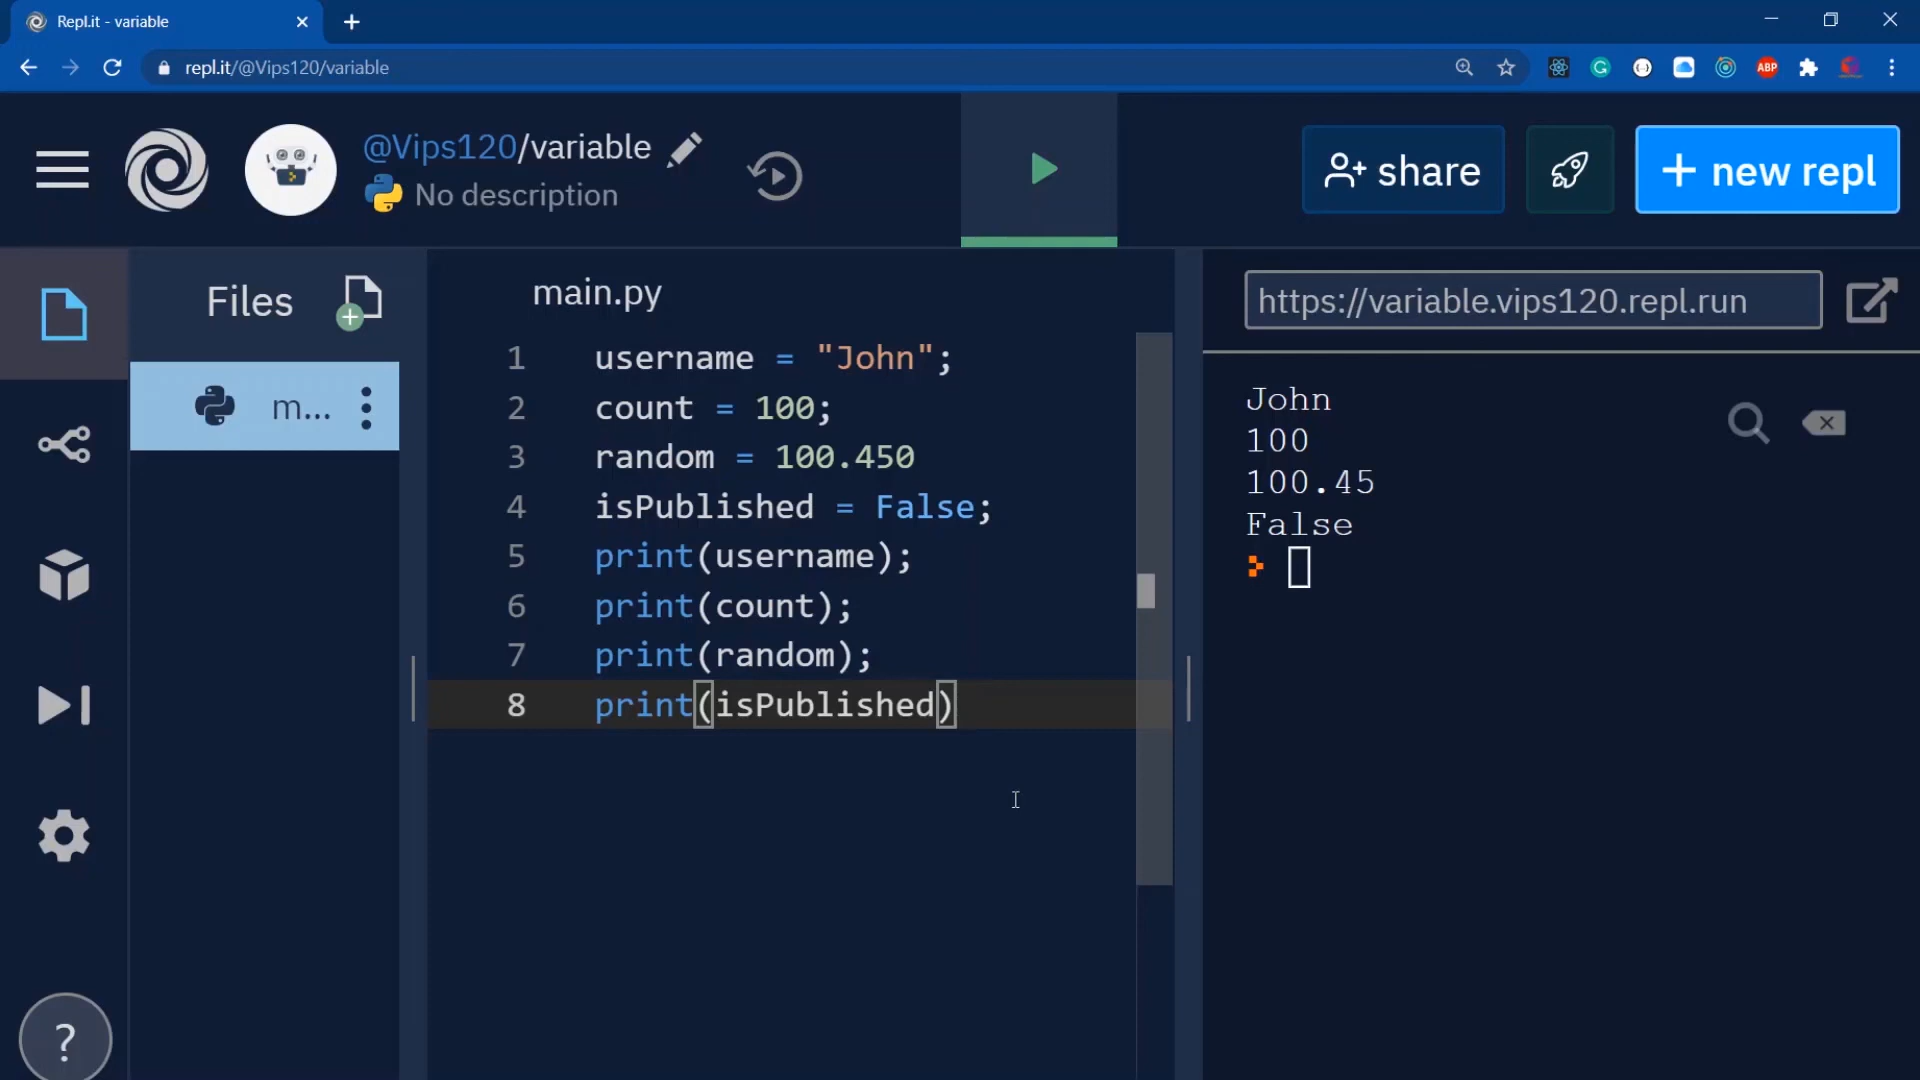 Repl.it - variable
repl.it/@Vips120/variable
ABP
@Vips120/variable
No description
share
+ new repl
Files
m...
main.py
1 username = "John";
2 count = 100;
3 random = 100.450
4 isPublished = False;
5 print(username);
6 print(count);
7 print(random);
8 print(isPublished)
https://variable.vips120.repl.run
John
100
100.45
False
?